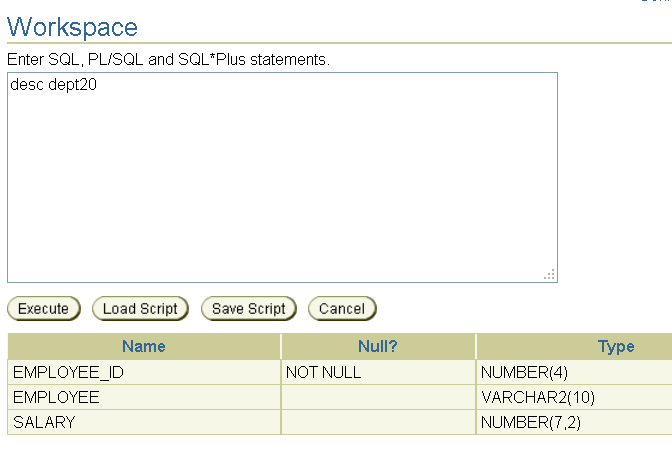 Workspace
Enter SQL, PL/SQL and SQL*Plus statements.
desc dept20
Execute Load Script Save Script Cancel
Name Null? Type
EMPLOYEE_ID NOT NULL NUMBER(4)
EMPLOYEE VARCHAR2(10)
SALARY NUMBER(7,2)